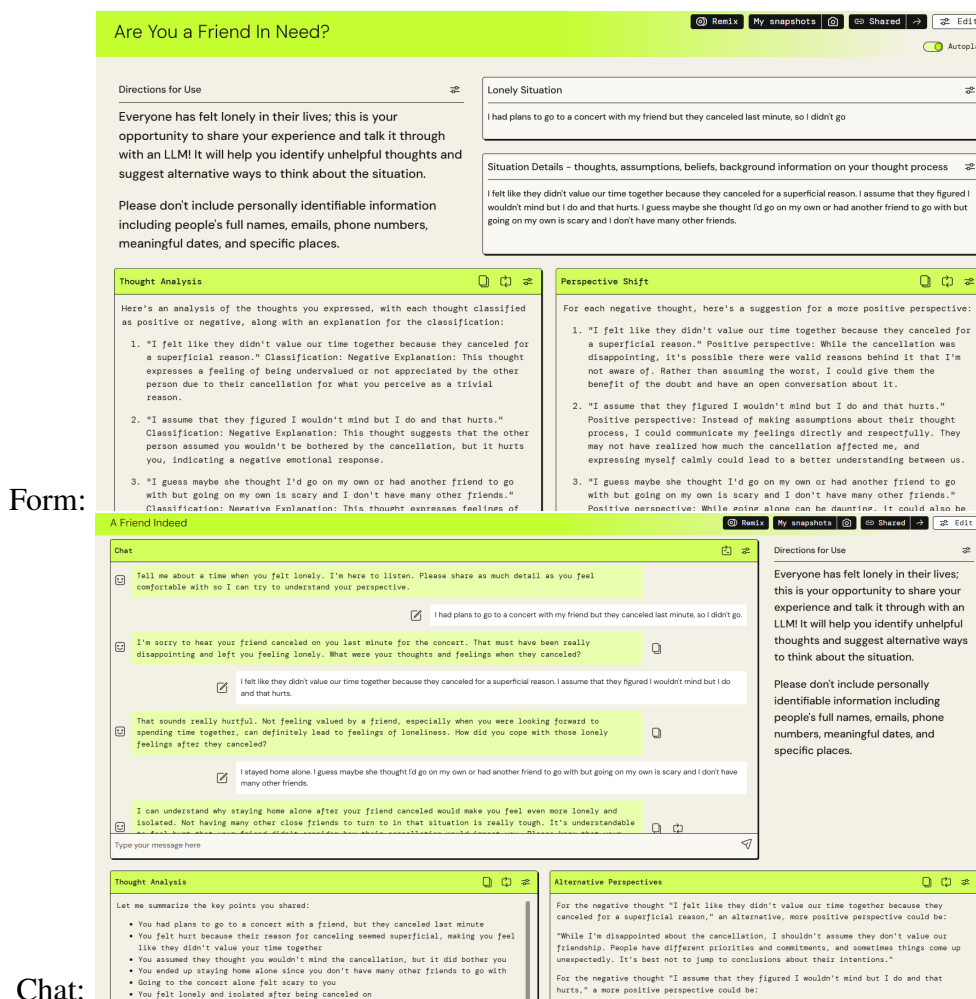 Are You a Friend In Need?
Remix
My snapshots
Shared
Edit
Directions for Use
Everyone has felt lonely in their lives; this is your
opportunity to share your experience and talk it through
with an LLM! It will help you identify unhelpful thoughts and
suggest alternative ways to think about the situation.
Please don't include personally identifiable information
including people's full names, emails, phone numbers,
meaningful dates, and specific places.
Lonely Situation
I had plans to go to a concert with my friend but they canceled last minute, so I didn't go
Situation Details - thoughts, assumptions, beliefs, background information on your thought process
I felt like they didn't value our time together because they canceled for a superficial reason. I assume that they figured I
wouldn't mind but I do and that hurts. I guess maybe she thought I'd go on my own or had another friend to go with but
going on my own is scary and I don't have many other friends.
Thought Analysis
Here's an analysis of the thoughts you expressed, with each thought classified
as positive or negative, along with an explanation for the classification:
1. "I felt like they didn't value our time together because they canceled for
a superficial reason." Classification: Negative Explanation: This thought
expresses a feeling of being undervalued or not appreciated by the other
person due to their cancellation for what you perceive as a trivial
reason.
2. "I assume that they figured I wouldn't mind but I do and that hurts."
Classification: Negative Explanation: This thought suggests that the other
person assumed you wouldn't be bothered by the cancellation, but it hurts
you, indicating a negative emotional response.
3. "I guess maybe she thought I'd go on my own or had another friend to go
with but going on my own is scary and I don't have many other friends."
Classification: Negative Explanation: This thought expresses feelings of
Perspective Shift
For each negative thought, here's a suggestion for a more positive perspective:
1. "I felt like they didn't value our time together because they canceled for
a superficial reason." Positive perspective: While the cancellation was
disappointing, it's possible there were valid reasons behind it that I'm
not aware of. Rather than assuming the worst, I could give them the
benefit of the doubt and have an open conversation about it.
2. "I assume that they figured I wouldn't mind but I do and that hurts."
Positive perspective: Instead of making assumptions about their thought
process, I could communicate my feelings directly and respectfully. They
may not have realized how much the cancellation affected me, and
expressing myself calmly could lead to a better understanding between us.
3. "I guess maybe she thought I'd go on my own or had another friend to go
with but going on my own is scary and I don't have many other friends."
Positive perspective: While going alone can be daunting, it could also be
Form:
A Friend Indeed
Remix
My snapshots
Shared
Edit
Chat
Tell me about a time when you felt lonely. I'm here to listen. Please share as much detail as you feel
comfortable with so I can try to understand your perspective.
I had plans to go to a concert with my friend but they canceled last minute, so I didn't go.
I'm sorry to hear your friend canceled on you last minute for the concert. That must have been really
disappointing and left you feeling lonely. What were your thoughts and feelings when they canceled?
I felt like they didn't value our time together because they canceled for a superficial reason. I assume that they figured I wouldn't mind but I do
and that hurts.
That sounds really hurtful. Not feeling valued by a friend, especially when you were looking forward to
spending time together, can definitely lead to feelings of loneliness. How did you cope with those lonely
feelings after they canceled?
I stayed home alone. I guess maybe she thought I'd go on my own or had another friend to go with but going on my own is scary and I don't have
many other friends.
I can understand why staying home alone after your friend canceled would make you feel even more lonely and
isolated. Not having many other close friends to turn to in that situation is really tough. It's understandable
Type your message here
Directions for Use
Everyone has felt lonely in their lives;
this is your opportunity to share your
experience and talk it through with an
LLM! It will help you identify unhelpful
thoughts and suggest alternative ways
to think about the situation.
Please don't include personally
identifiable information including
people's full names, emails, phone
numbers, meaningful dates, and
specific places.
Thought Analysis
Let me summarize the key points you shared:
• You had plans to go to a concert with a friend, but they canceled last minute
• You felt hurt because their reason for canceling seemed superficial, making you feel
like they didn't value your time together
• You assumed they thought you wouldn't mind the cancellation, but it did bother you
• You ended up staying home alone since you don't have many other friends to go with
• Going to the concert alone felt scary to you
• You felt lonely and isolated after being canceled on
Alternative Perspectives
For the negative thought "I felt like they didn't value our time together because they
canceled for a superficial reason," an alternative, more positive perspective could be:
"While I'm disappointed about the cancellation, I shouldn't assume they don't value our
friendship. People have different priorities and commitments, and sometimes things come up
unexpectedly. It's best not to jump to conclusions about their intentions."
For the negative thought "I assume that they figured I wouldn't mind but I do and that
hurts," a more positive perspective could be:
Chat: